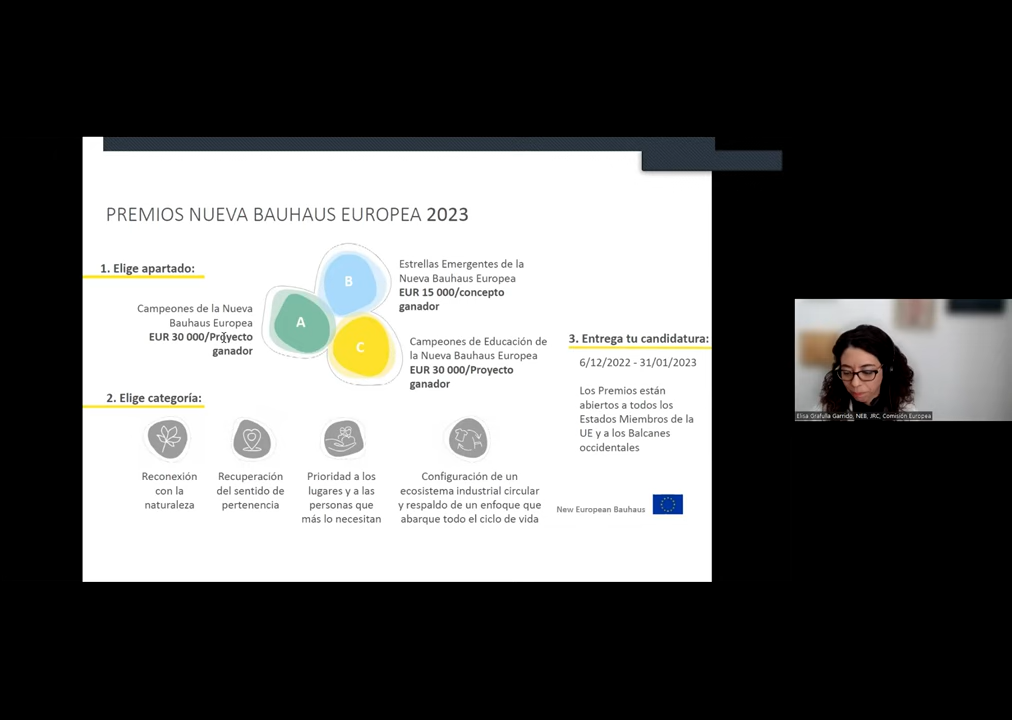 PREMIOS NUEVA BAUHAUS EUROPEA 2023
1. Elige apartado:
A
Campeones de la Nueva
Bauhaus Europea
EUR 30 000/Proyecto
ganador
B
Estrellas Emergentes de la
Nueva Bauhaus Europea
EUR 15 000/concepto
ganador
C
Campeones de Educación de
la Nueva Bauhaus Europea
EUR 30 000/Proyecto
ganador
2. Elige categoría:
Reconexión
con la
naturaleza
Recuperación
del sentido de
pertenencia
Prioridad a los
lugares y a las
personas que
más lo necesitan
Configuración de un
ecosistema industrial circular
y respaldo de un enfoque que
abarque todo el ciclo de vida
3. Entrega tu candidatura:
6/12/2022 - 31/01/2023
Los Premios están
abiertos a todos los
Estados Miembros de la
UE y a los Balcanes
occidentales
New European Bauhaus
Elisa Grafulla Garrido, NEB, JRC, Comisión Europea